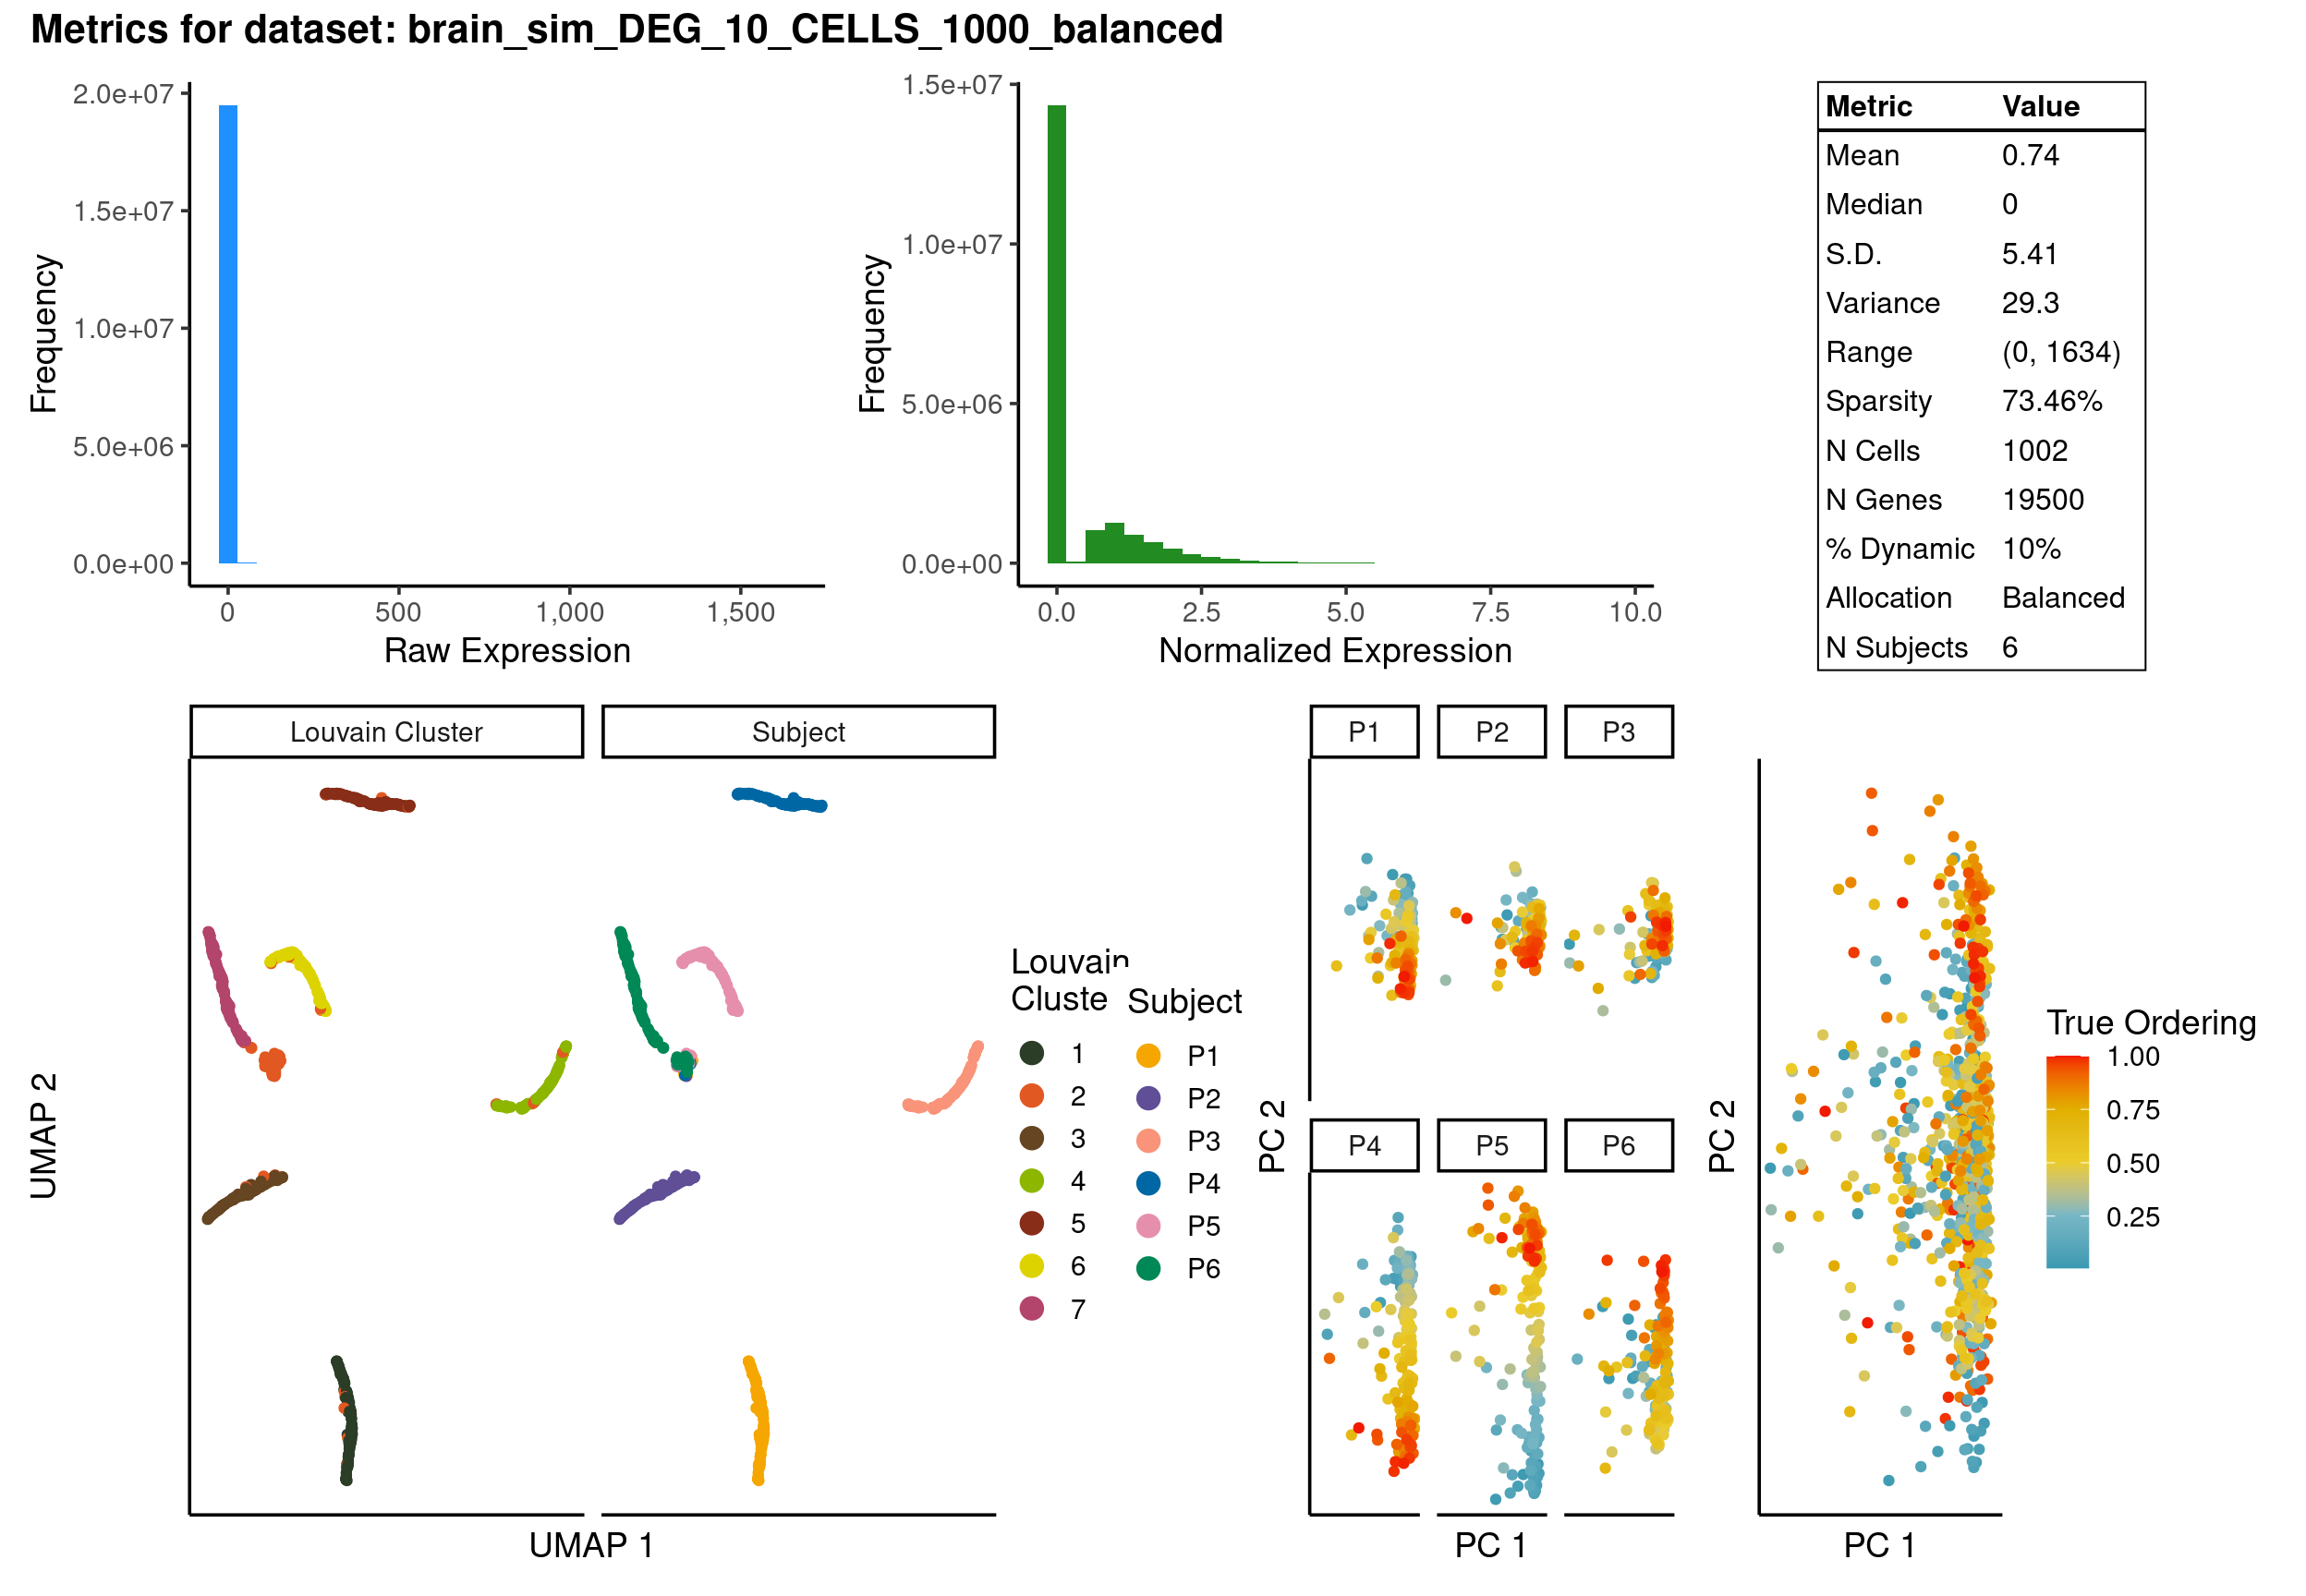 Metrics for dataset: brain_sim_DEG_10_CELLS_1000_balanced
2.0e+07
1.5e+07
1.0e+07
5.0e+06
0.0e+00
Frequency
0 500 1,000 1,500
Raw Expression
1.5e+07
1.0e+07
5.0e+06
0.0e+00
Frequency
0.0 2.5 5.0 7.5 10.0
Normalized Expression
Metric Value
Mean 0.74
Median 0
S.D. 5.41
Variance 29.3
Range (0, 1634)
Sparsity 73.46%
N Cells 1002
N Genes 19500
% Dynamic 10%
Allocation Balanced
N Subjects 6
Louvain Cluster Subject
UMAP 2
UMAP 1
Louvain
Cluste
1
2
3
4
5
6
7
Subject
P1
P2
P3
P4
P5
P6
P1 P2 P3
P4 P5 P6
PC 2
PC 1
PC 2
PC 1
True Ordering
1.00
0.75
0.50
0.25